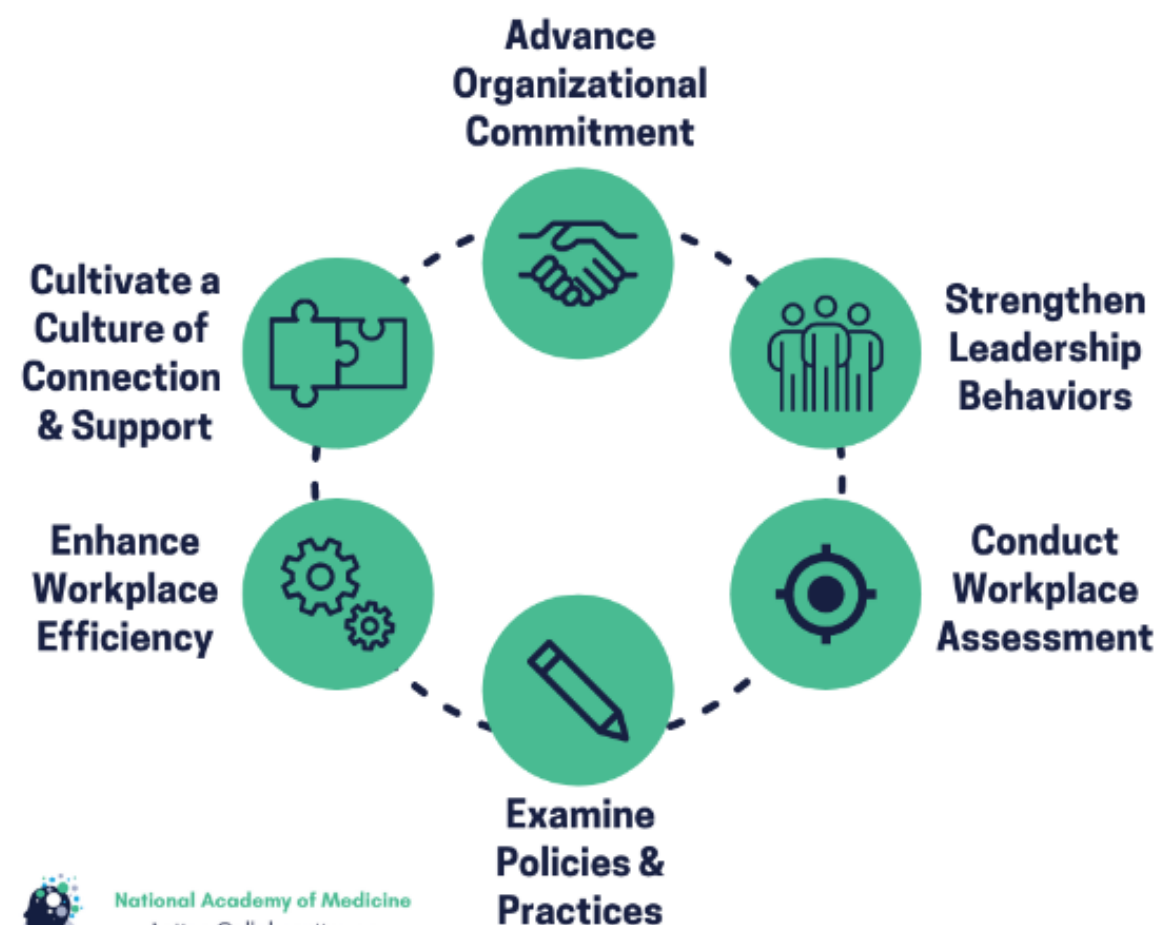 Advance
Organizational
Commitment
Strengthen
Leadership
Behaviors
Conduct
Workplace
Assessment
Examine
Policies &
Practices
Enhance
Workplace
Efficiency
Cultivate a
Culture of
Connection
& Support
National Academy of Medicine